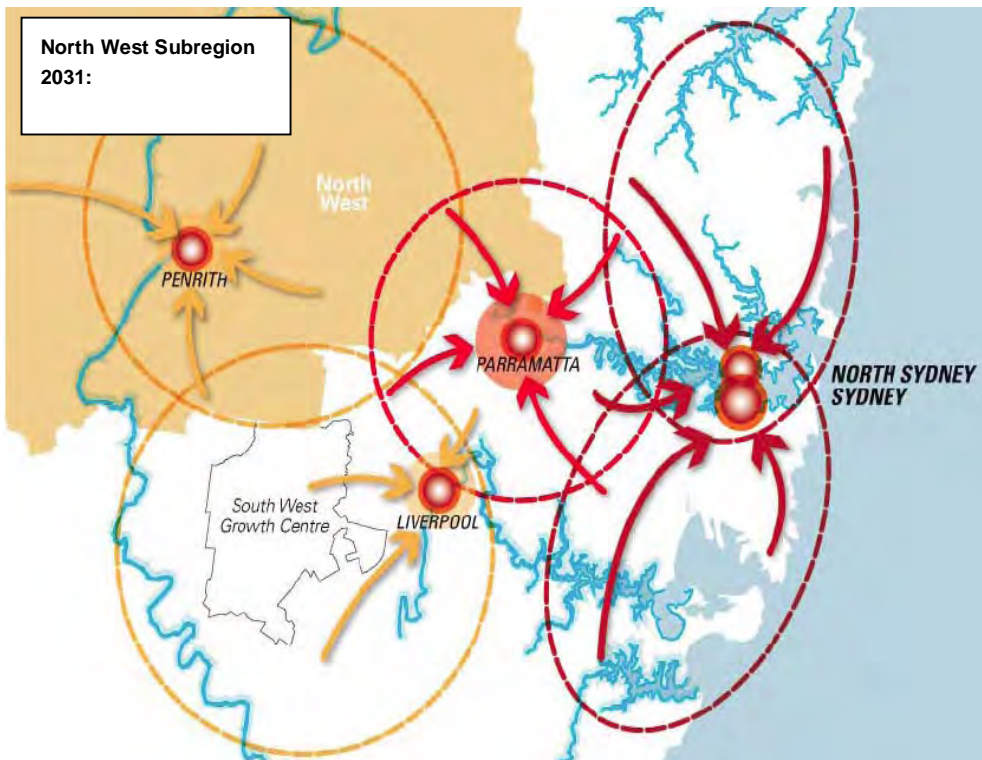 North West Subregion
2031:
North
West
PENRITH
PARRAMATTA
NORTH SYDNEY
SYDNEY
South West
Growth Centre
LIVERPOOL